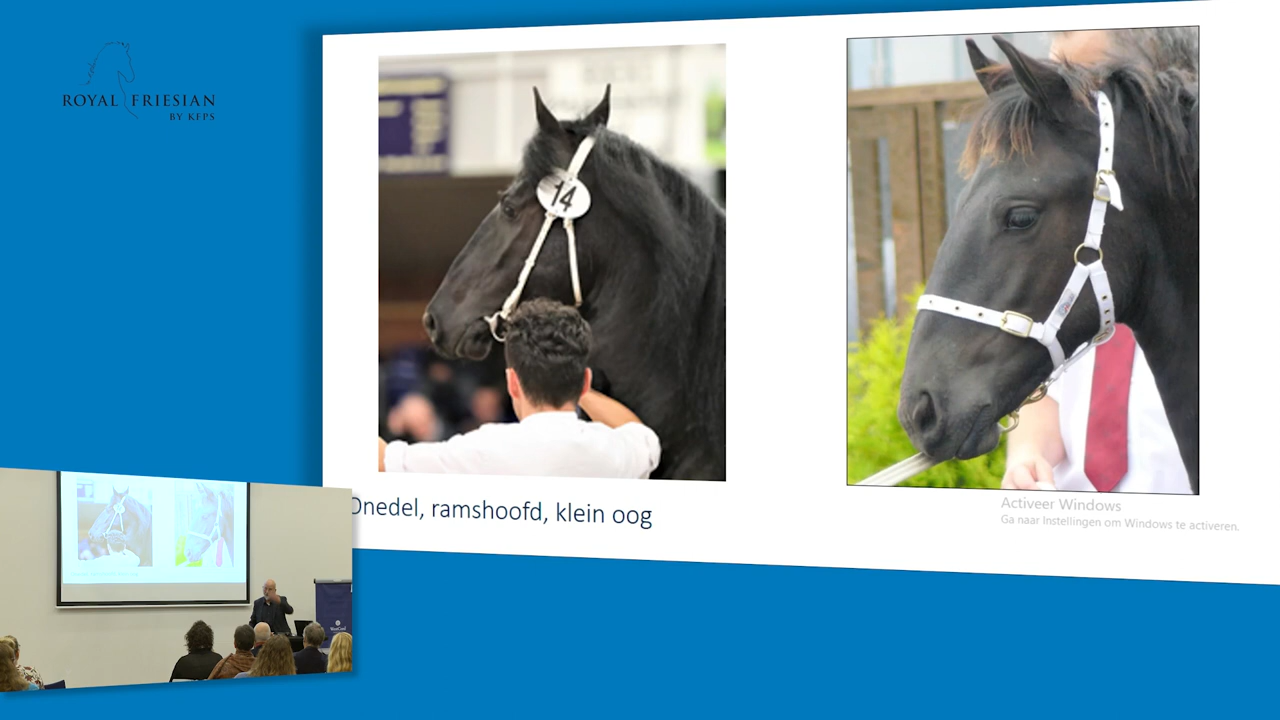 ROYAL FRIESIAN
BY KFPS
14
Onedel, ramshoofd, klein oog
Activeer Windows
Ga naar Instellingen om Windows te activeren.